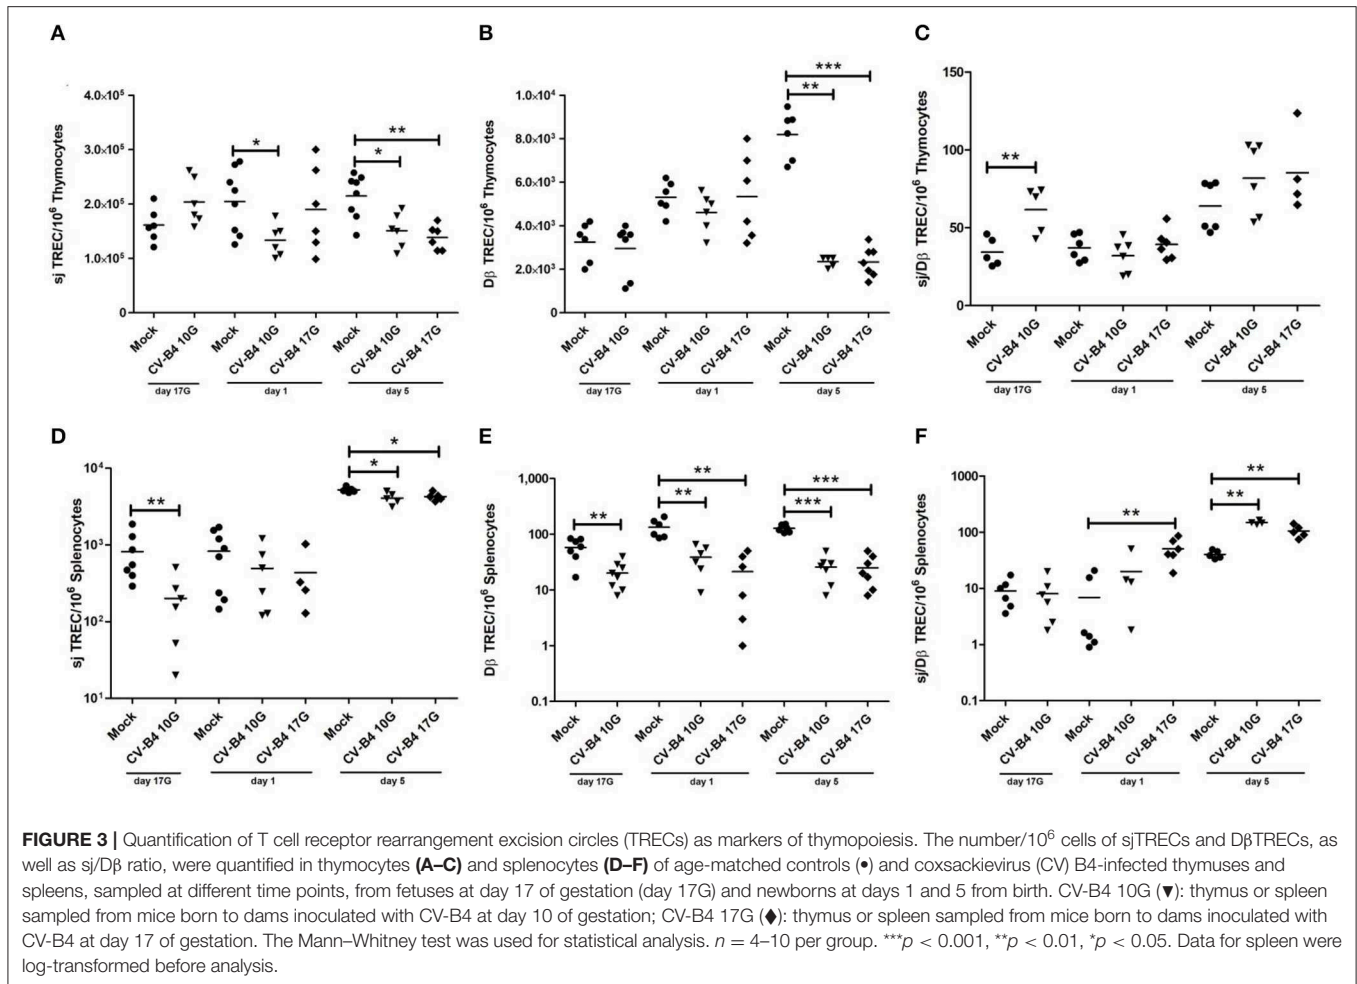 A
sj TREC/10⁶ Thymocytes
4.0×10⁵
3.0×10⁵
2.0×10⁵
1.0×10⁵
0
*
*
**
Mock
CV-B4 10G
Mock
CV-B4 10G
CV-B4 17G
Mock
CV-B4 10G
CV-B4 17G
day 17G
day 1
day 5
B
Dβ TREC/10⁶ Thymocytes
1.0×10⁴
8.0×10³
6.0×10³
4.0×10³
2.0×10³
0
***
**
Mock
CV-B4 10G
Mock
CV-B4 10G
CV-B4 17G
Mock
CV-B4 10G
CV-B4 17G
day 17G
day 1
day 5
C
sj/Dβ TREC/10⁶ Thymocytes
150
100
50
0
**
Mock
CV-B4 10G
Mock
CV-B4 10G
CV-B4 17G
Mock
CV-B4 10G
CV-B4 17G
day 17G
day 1
day 5
D
sj TREC/10⁶ Splenocytes
10⁴
10³
10²
10¹
**
*
*
Mock
CV-B4 10G
Mock
CV-B4 10G
CV-B4 17G
Mock
CV-B4 10G
CV-B4 17G
day 17G
day 1
day 5
E
Dβ TREC/10⁶ Splenocytes
1,000
100
10
1
0.1
**
**
**
***
***
Mock
CV-B4 10G
Mock
CV-B4 10G
CV-B4 17G
Mock
CV-B4 10G
CV-B4 17G
day 17G
day 1
day 5
F
sj/Dβ TREC/10⁶ Splenocytes
1000
100
10
1
0.1
**
**
**
Mock
CV-B4 10G
Mock
CV-B4 10G
CV-B4 17G
Mock
CV-B4 10G
CV-B4 17G
day 17G
day 1
day 5
FIGURE 3 | Quantification of T cell receptor rearrangement excision circles (TRECs) as markers of thymopoiesis. The number/10⁶ cells of sjTRECs and DβTRECs, as
well as sj/Dβ ratio, were quantified in thymocytes (A–C) and splenocytes (D–F) of age-matched controls (•) and coxsackievirus (CV) B4-infected thymuses and
spleens, sampled at different time points, from fetuses at day 17 of gestation (day 17G) and newborns at days 1 and 5 from birth. CV-B4 10G (▼): thymus or spleen
sampled from mice born to dams inoculated with CV-B4 at day 10 of gestation; CV-B4 17G (♦): thymus or spleen sampled from mice born to dams inoculated with
CV-B4 at day 17 of gestation. The Mann–Whitney test was used for statistical analysis. n = 4–10 per group. ***p < 0.001, **p < 0.01, *p < 0.05. Data for spleen were
log-transformed before analysis.